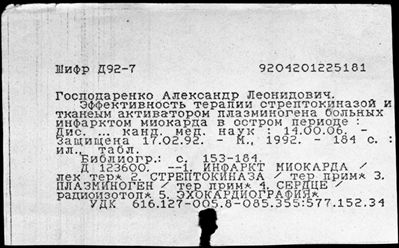 Шифр Д92-7 9204201225181
Господаренко Александр Леонидович.
Эффективность терапии стрептокиназой и
тканеым активатором плазминогена больных
инфарктом миокарда в остром периоде :
Дис. ... канд. мед. наук : 14.00.06. -
Защищена 17.02.92. - М., 1992. - 184 с. :
ил., табл.
Библиогр.: с. 153-184.
Д 123600. --1. ИНФАРКТ МИОКАРДА /
лек тер* 2. СТРЕПТОКИНАЗА / тер прим* 3.
ПЛАЗМИНОГЕН / тер прим* 4. СЕРДЦЕ /
радиоизотоп* 5. ЭХОКАРДИОГРАФИЯ*
УДК 616.127-005.8-085.355:577.152.34